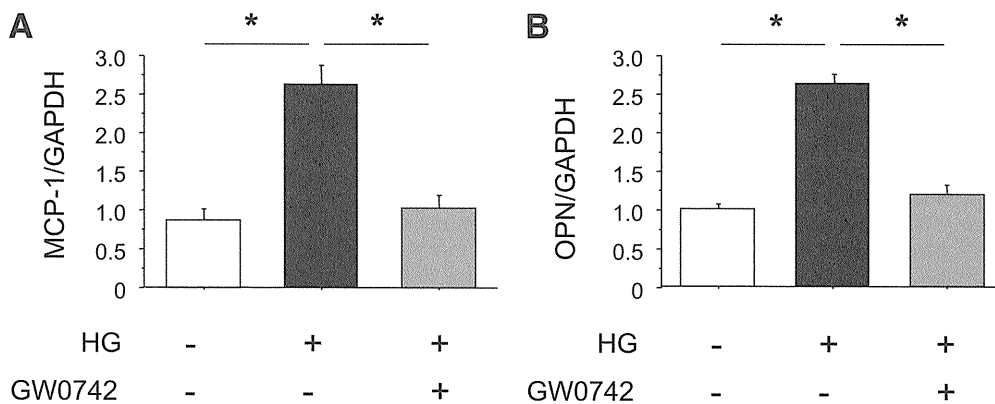 A
* *
MCP-1/GAPDH
3.0
2.5
2.0
1.5
1.0
0.5
0
HG - + +
GW0742 - - +
B
* *
OPN/GAPDH
3.0
2.5
2.0
1.5
1.0
0.5
0
HG - + +
GW0742 - - +